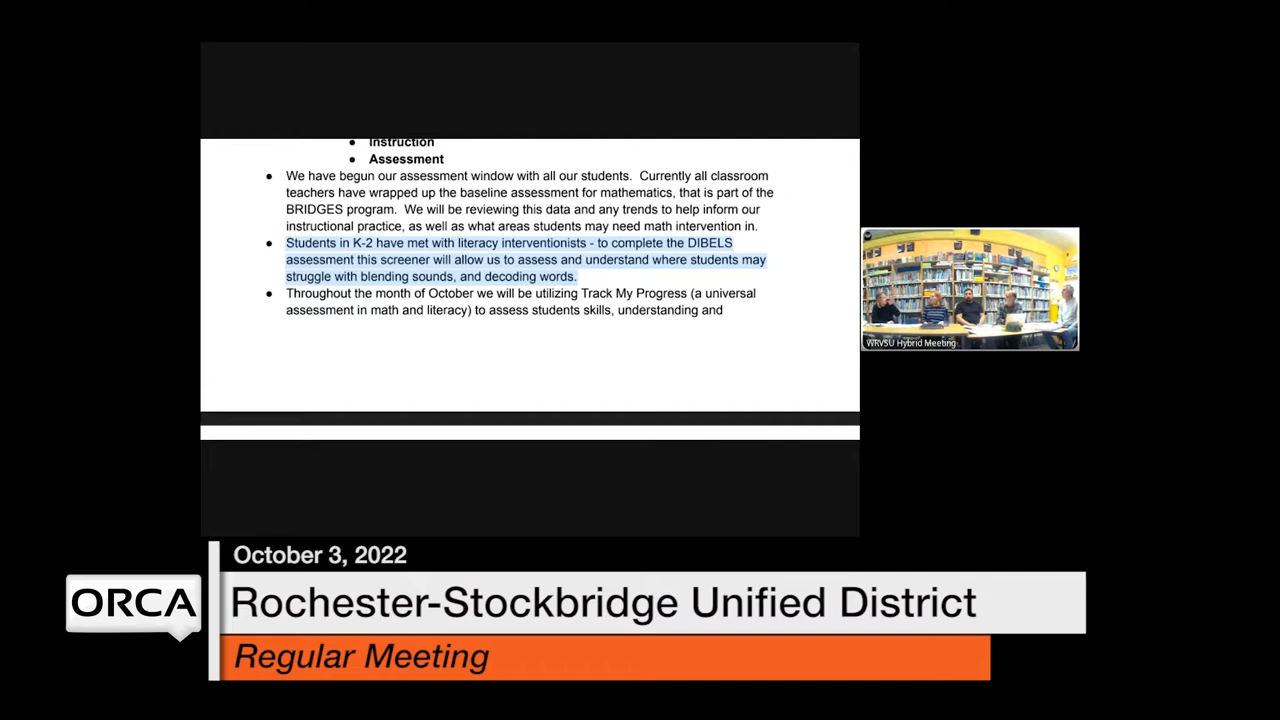 Instruction
Assessment
We have begun our assessment window with all our students. Currently all classroom
teachers have wrapped up the baseline assessment for mathematics, that is part of the
BRIDGES program. We will be reviewing this data and any trends to help inform our
instructional practice, as well as what areas students may need math intervention in.
Students in K-2 have met with literacy interventionists - to complete the DIBELS
assessment this screener will allow us to assess and understand where students may
struggle with blending sounds, and decoding words.
Throughout the month of October we will be utilizing Track My Progress (a universal
assessment in math and literacy) to assess students skills, understanding and
WRVSU Hybrid Meeting
October 3, 2022
ORCA
Rochester-Stockbridge Unified District
Regular Meeting